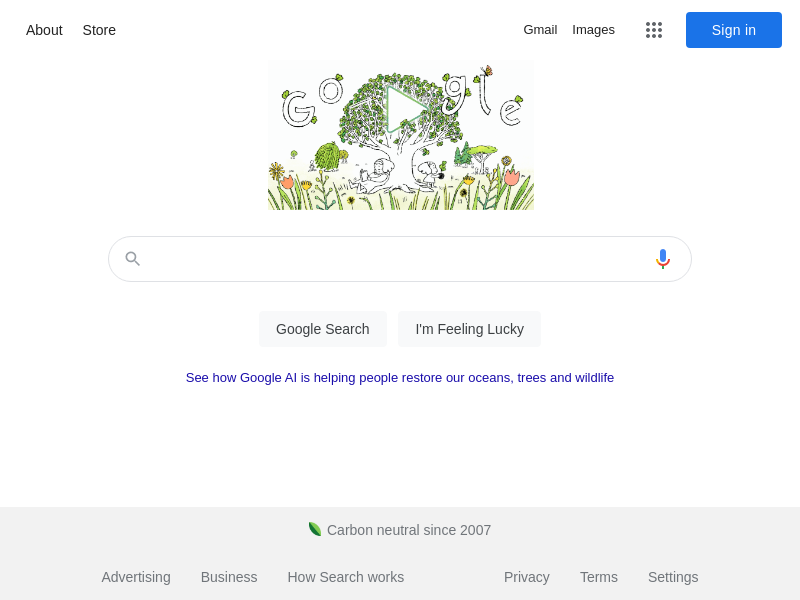 About Store Gmail Images Sign in
Google
Google Search I'm Feeling Lucky
See how Google AI is helping people restore our oceans, trees and wildlife
Carbon neutral since 2007
Advertising Business How Search works Privacy Terms Settings